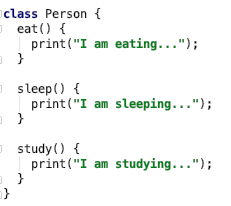 class Person {
  eat() {
    print("I am eating...");
  }

  sleep() {
    print("I am sleeping...");
  }

  study() {
    print("I am studying...");
  }
}